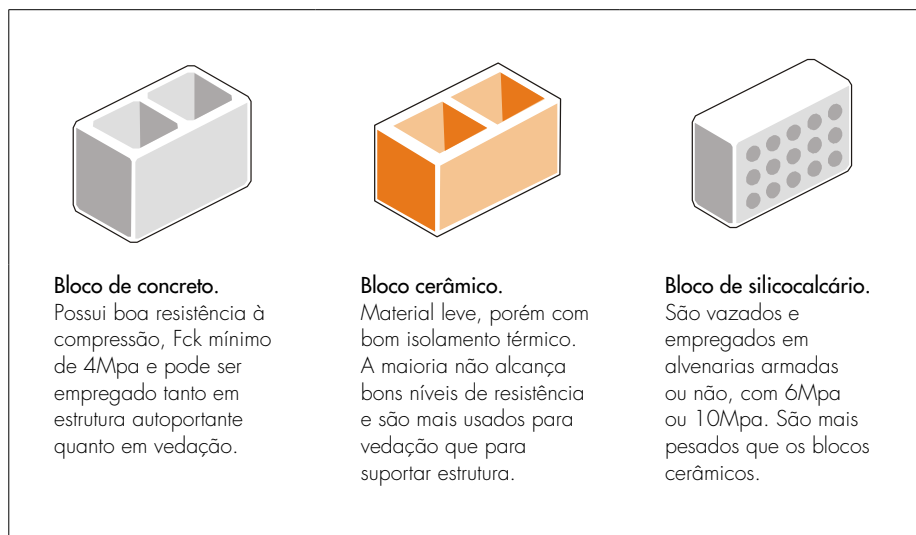 Bloco de concreto.
Possui boa resistência à
compressão, Fck mínimo
de 4Mpa e pode ser
empregado tanto em
estrutura autoportante
quanto em vedação.
Bloco cerâmico.
Material leve, porém com
bom isolamento térmico.
A maioria não alcança
bons níveis de resistência
e são mais usados para
vedação que para
suportar estrutura.
Bloco de silicocalcário.
São vazados e
empregados em
alvenarias armadas
ou não, com 6Mpa
ou 10Mpa. São mais
pesados que os blocos
cerâmicos.